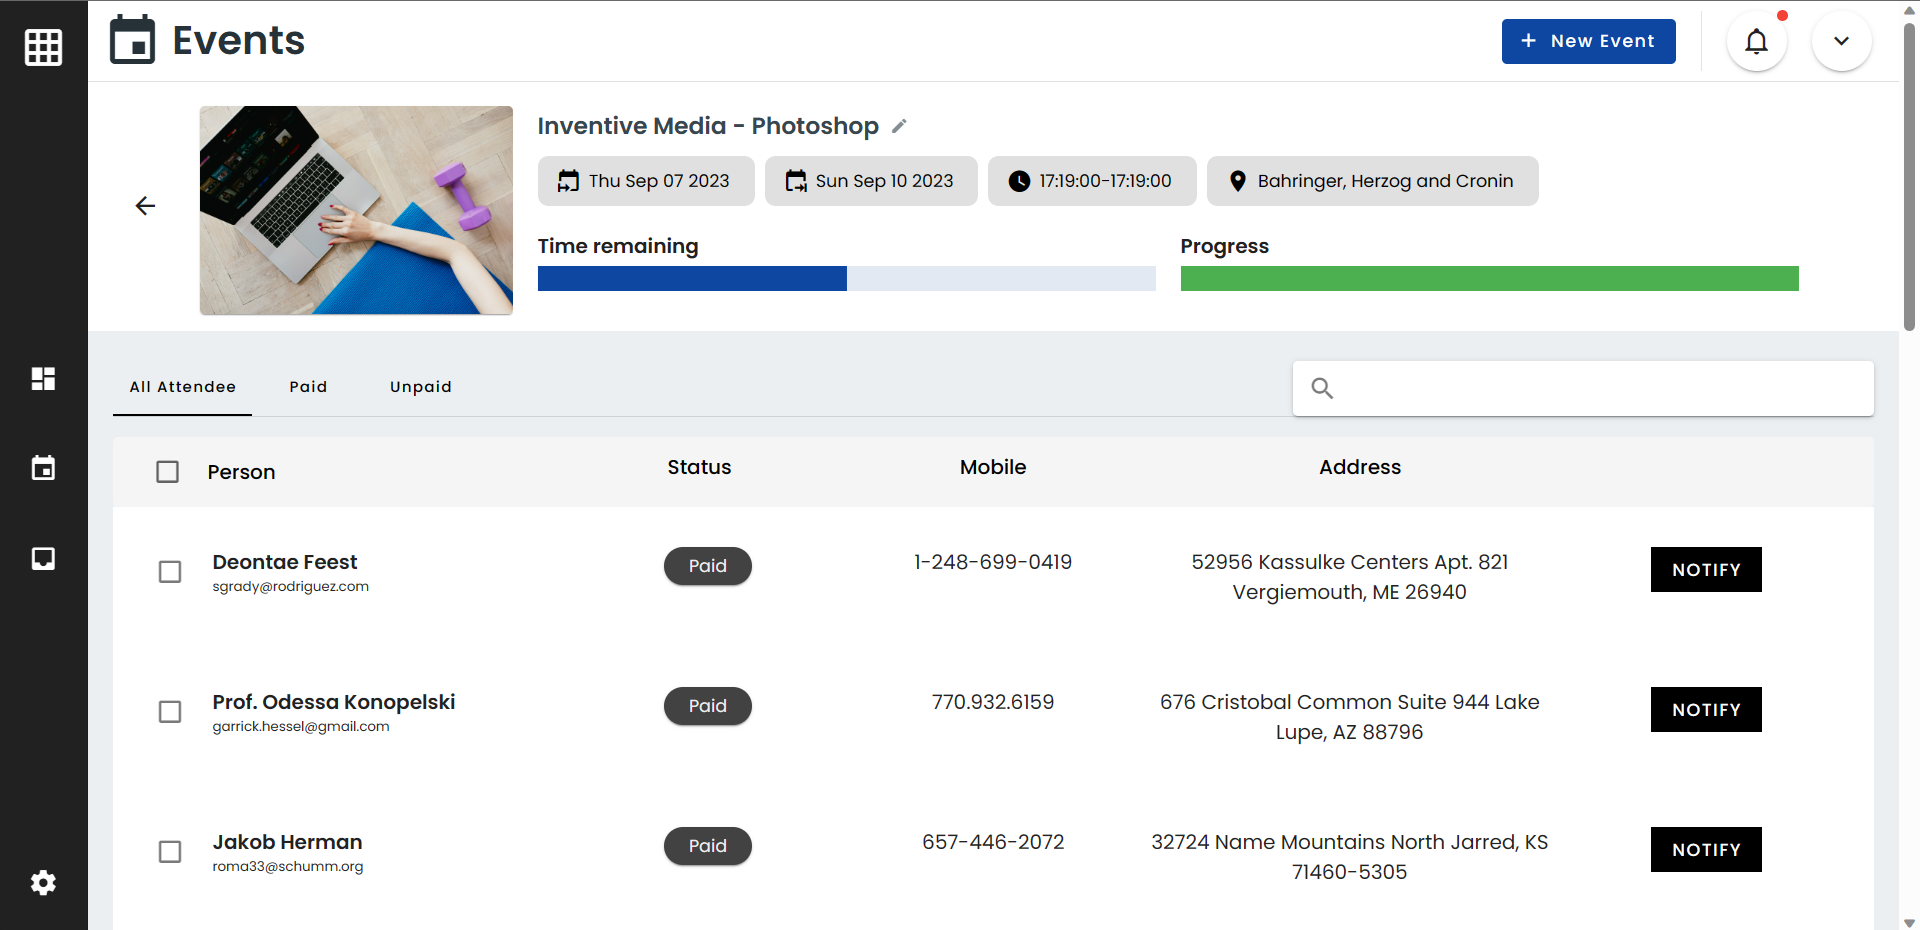 Events
+ New Event
Inventive Media - Photoshop
Thu Sep 07 2023
Sun Sep 10 2023
17:19:00-17:19:00
Bahringer, Herzog and Cronin
Time remaining
Progress
All Attendee
Paid
Unpaid
Person
Status
Mobile
Address
Deontae Feest
sgrady@rodriguez.com
Paid
1-248-699-0419
52956 Kassulke Centers Apt. 821
Vergiemouth, ME 26940
NOTIFY
Prof. Odessa Konopelski
garrick.hessel@gmail.com
Paid
770.932.6159
676 Cristobal Common Suite 944 Lake
Lupe, AZ 88796
NOTIFY
Jakob Herman
roma33@schumm.org
Paid
657-446-2072
32724 Name Mountains North Jarred, KS
71460-5305
NOTIFY